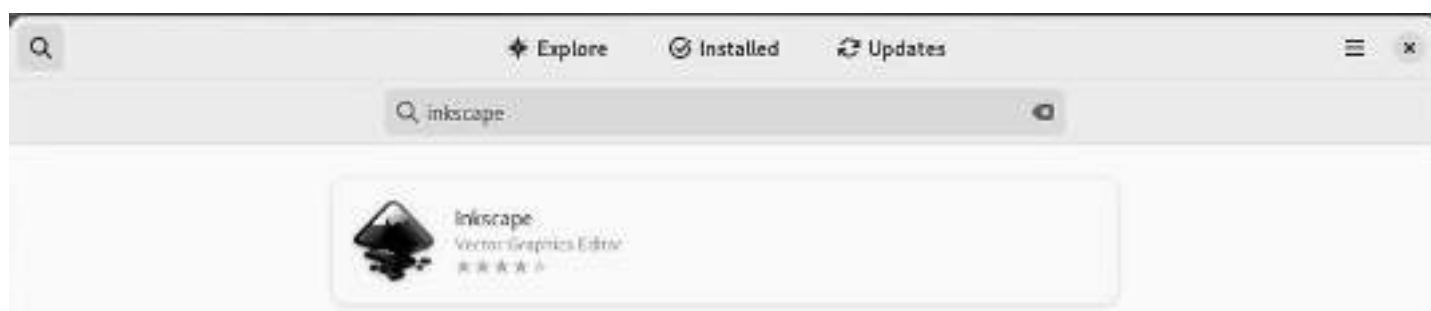 Explore Installed Updates
inkscape
Inkscape
Vector Graphics Editor